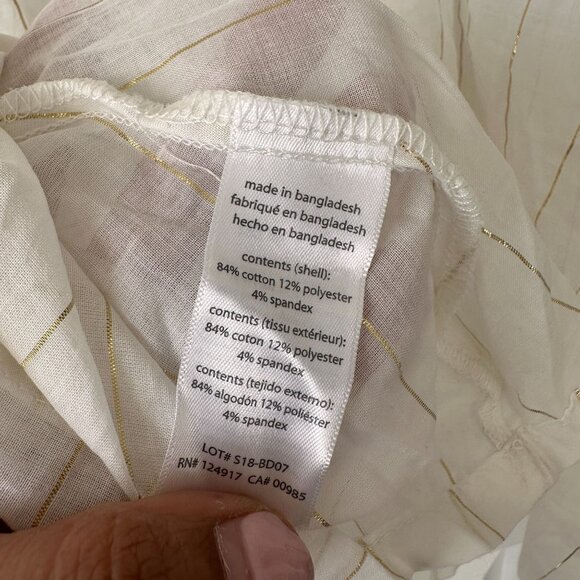 made in bangladesh
fabriqué en bangladesh
hecho en bangladesh
contents (shell):
84% cotton 12% polyester
4% spandex
contents (tissu extérieur):
84% coton 12% polyester
4% spandex
contents (tejido externo):
84% algodón 12% poliéster
4% spandex
LOT# S18-BD07
RN# 124917 CA# 00985